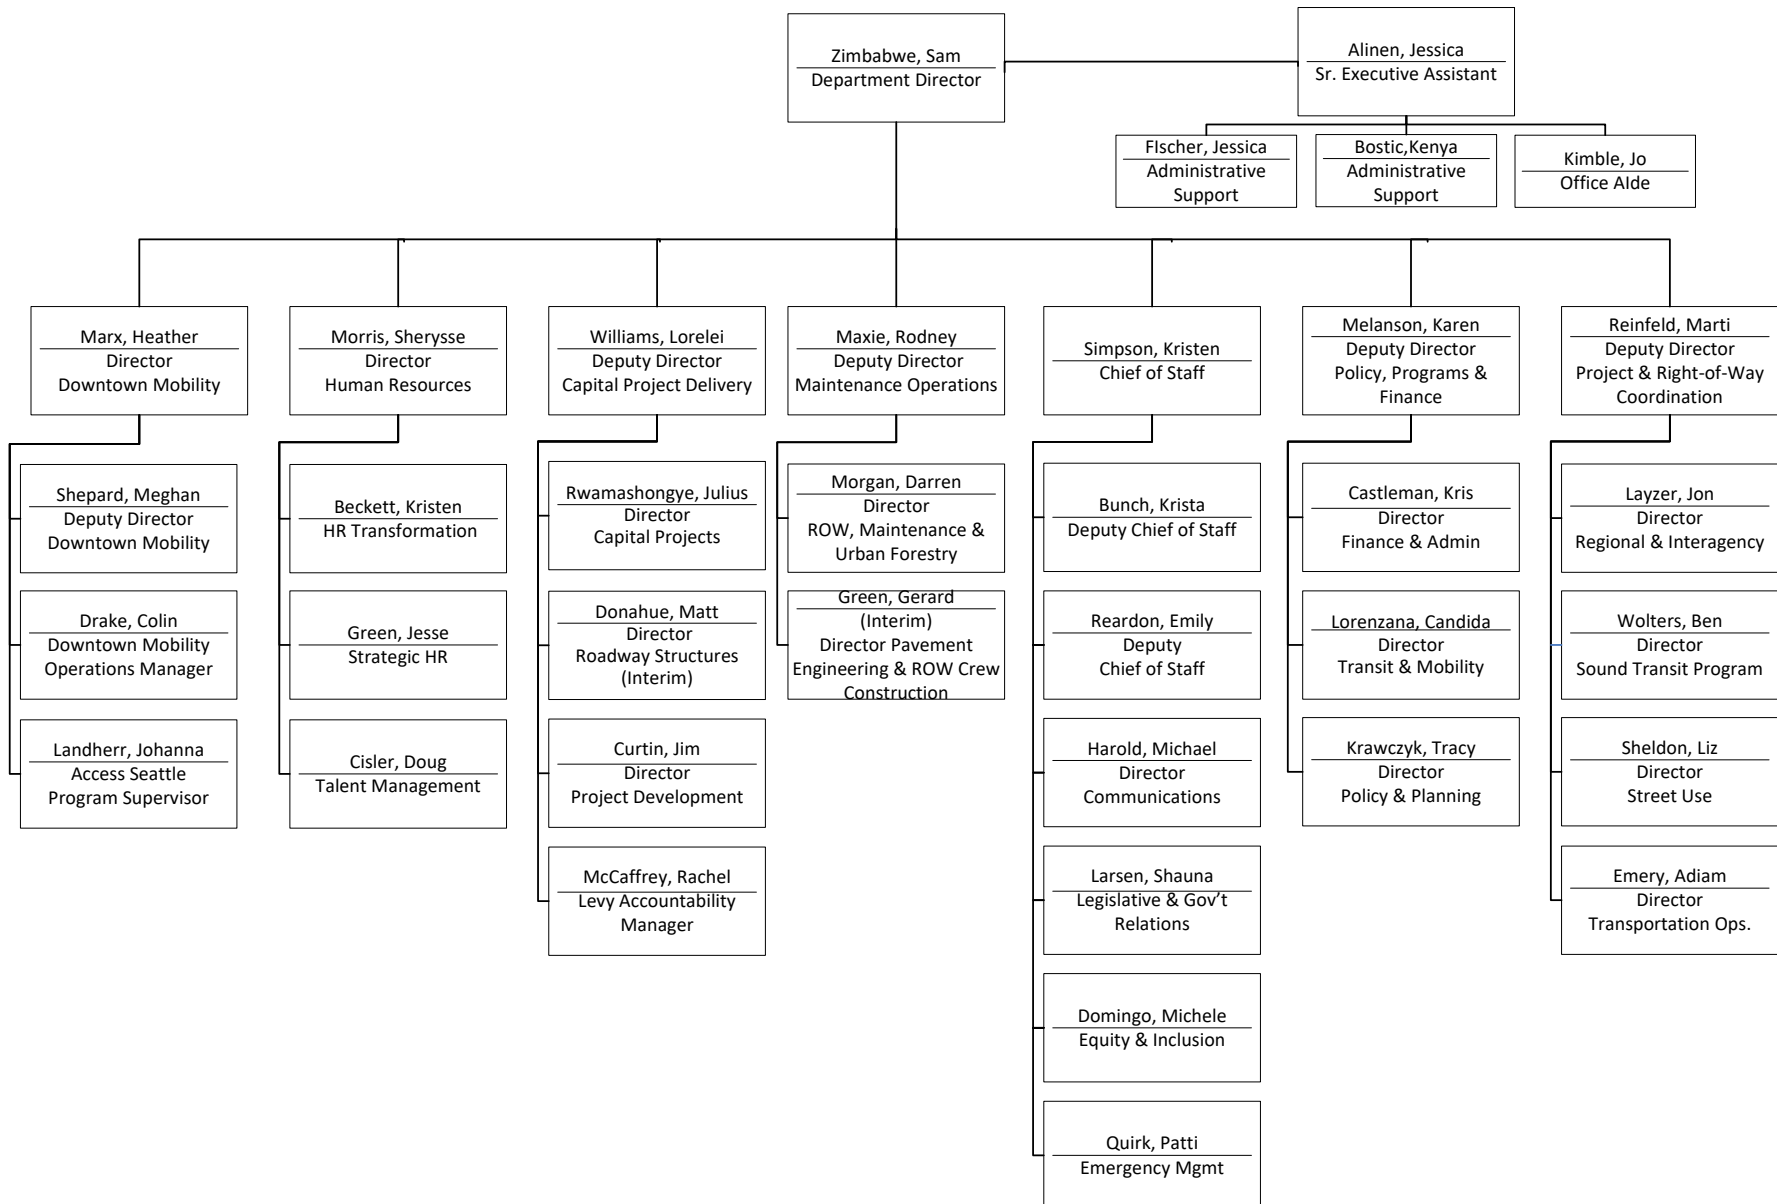 Zimbabwe, Sam
Department Director
Alinen, Jessica
Sr. Executive Assistant
FIscher, Jessica
Administrative
Support
Bostic,Kenya
Administrative
Support
Kimble, Jo
Office AIde
Marx, Heather
Director
Downtown Mobility
Morris, Sherysse
Director
Human Resources
Williams, Lorelei
Deputy Director
Capital Project Delivery
Maxie, Rodney
Deputy Director
Maintenance Operations
Simpson, Kristen
Chief of Staff
Melanson, Karen
Deputy Director
Policy, Programs &
Finance
Reinfeld, Marti
Deputy Director
Project & Right-of-Way
Coordination
Shepard, Meghan
Deputy Director
Downtown Mobility
Drake, Colin
Downtown Mobility
Operations Manager
Landherr, Johanna
Access Seattle
Program Supervisor
Beckett, Kristen
HR Transformation
Green, Jesse
Strategic HR
Cisler, Doug
Talent Management
Rwamashongye, Julius
Director
Capital Projects
Donahue, Matt
Director
Roadway Structures
(Interim)
Curtin, Jim
Director
Project Development
McCaffrey, Rachel
Levy Accountability
Manager
Morgan, Darren
Director
ROW, Maintenance &
Urban Forestry
Green, Gerard
(Interim)
Director Pavement
Engineering & ROW Crew
Construction
Bunch, Krista
Deputy Chief of Staff
Reardon, Emily
Deputy
Chief of Staff
Harold, Michael
Director
Communications
Larsen, Shauna
Legislative & Gov’t
Relations
Domingo, Michele
Equity & Inclusion
Quirk, Patti
Emergency Mgmt
Castleman, Kris
Director
Finance & Admin
Lorenzana, Candida
Director
Transit & Mobility
Krawczyk, Tracy
Director
Policy & Planning
Layzer, Jon
Director
Regional & Interagency
Wolters, Ben
Director
Sound Transit Program
Sheldon, Liz
Director
Street Use
Emery, Adiam
Director
Transportation Ops.